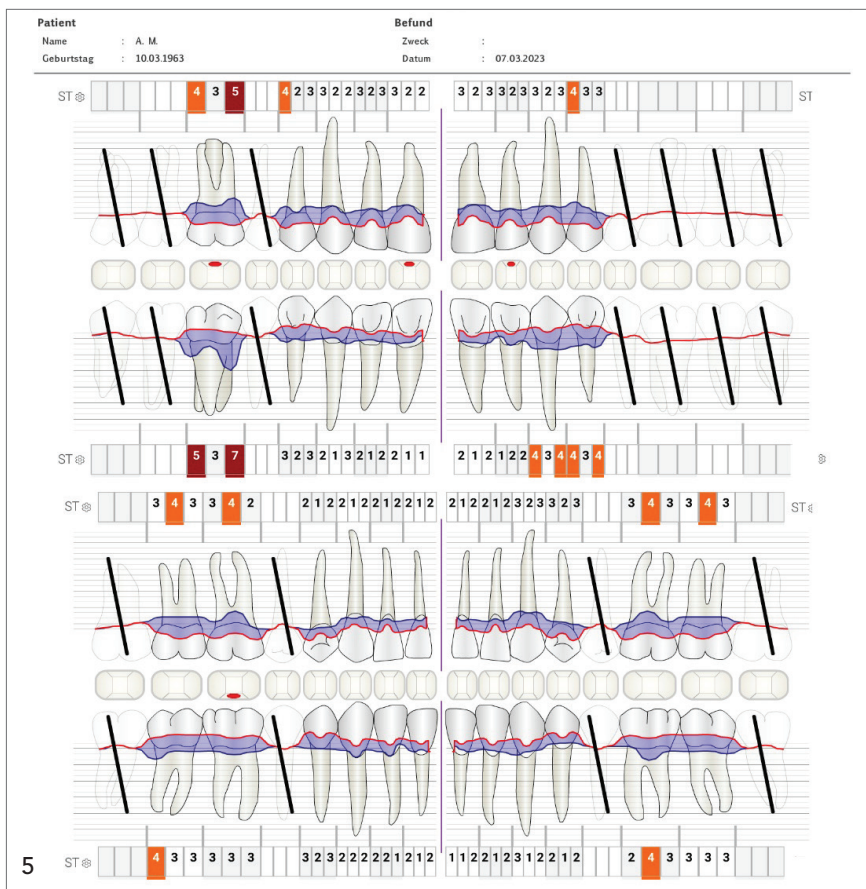 Patient Befund
Name : A. M. Zweck :
Geburtstag : 10.03.1963 Datum : 07.03.2023
ST 4 3 5 4 2 3 3 2 2 3 2 3 3 2 2 3 2 3 3 2 3 3 2 3 4 3 3 ST
ST 5 3 7 3 2 3 2 1 3 2 1 2 2 1 1 2 1 2 1 2 2 4 3 4 4 3 4
ST 3 4 3 3 4 2 2 1 2 2 1 2 2 1 2 2 1 2 2 1 2 2 1 2 3 2 3 3 2 3 3 4 3 3 4 3 ST
ST 4 3 3 3 3 3 3 2 3 2 2 2 2 2 1 2 1 2 1 1 2 2 1 2 3 1 2 2 1 2 2 4 3 3 3 3
5